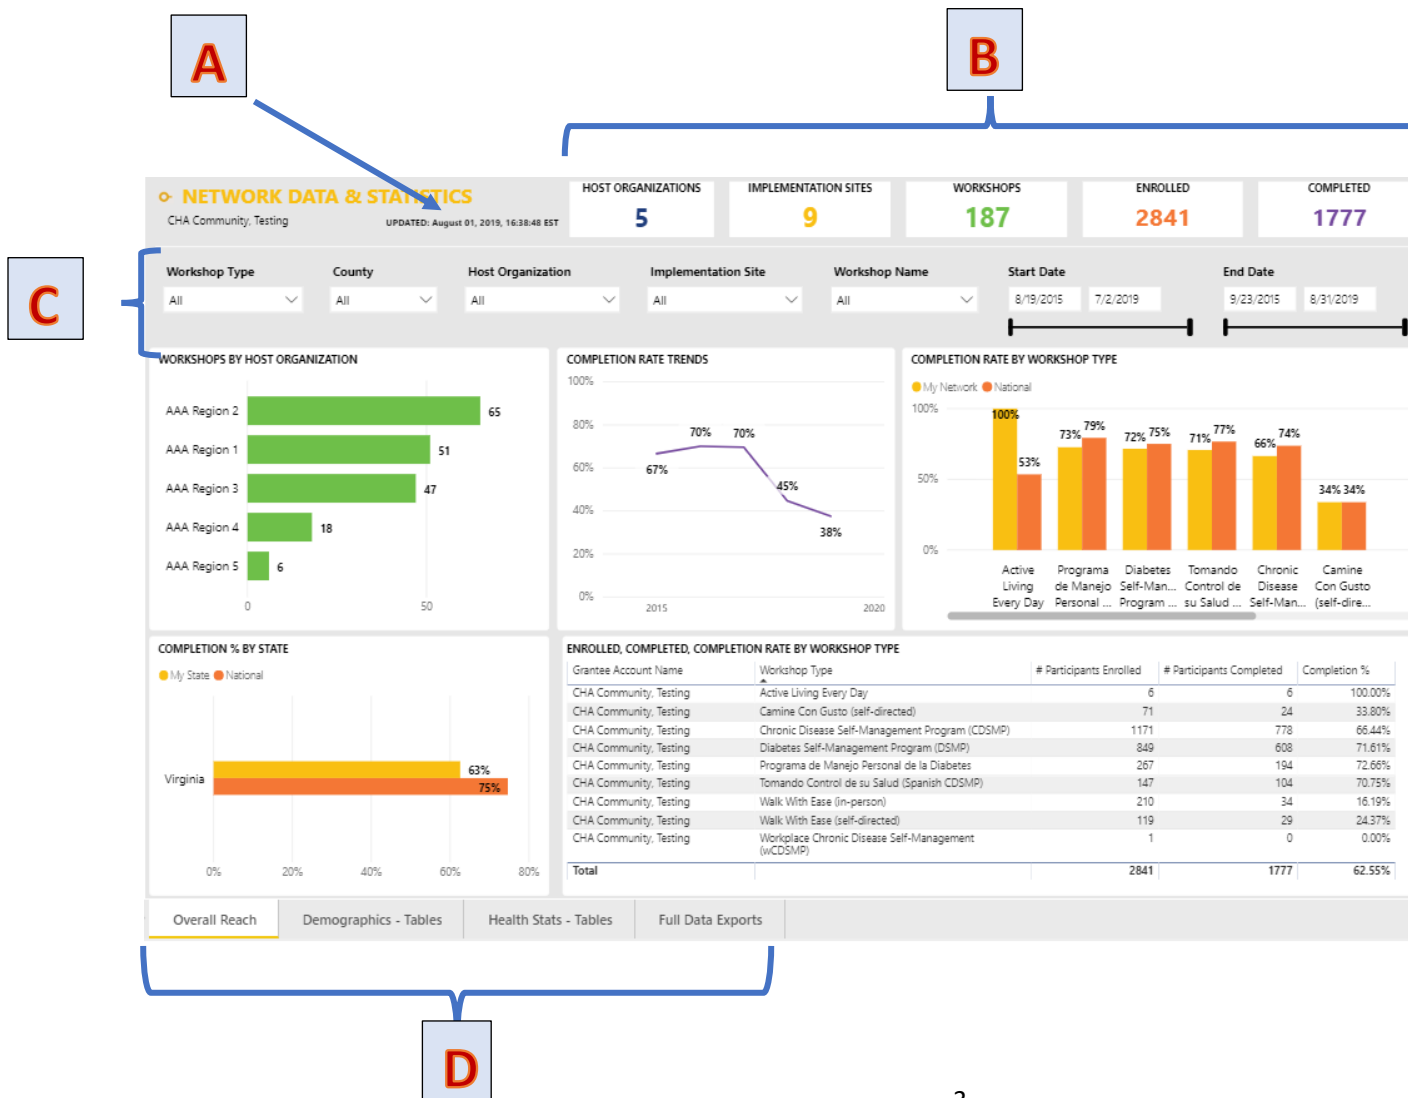 A
B
NETWORK DATA & STATISTICS
CHA Community, Testing
UPDATED: August 01, 2019, 16:38:48 EST
HOST ORGANIZATIONS
5
IMPLEMENTATION SITES
9
WORKSHOPS
187
ENROLLED
2841
COMPLETED
1777
C
Workshop Type
All
County
All
Host Organization
All
Implementation Site
All
Workshop Name
All
Start Date
8/19/2015 7/2/2019
End Date
9/23/2015 8/31/2019
WORKSHOPS BY HOST ORGANIZATION
AAA Region 2 65
AAA Region 1 51
AAA Region 3 47
AAA Region 4 18
AAA Region 5 6
0 50
COMPLETION RATE TRENDS
100%
80%
60%
40%
20%
0%
67%
70%
70%
45%
38%
2015 2020
COMPLETION RATE BY WORKSHOP TYPE
My Network National
100%
50%
0%
100% 53%
73% 79%
72% 75%
71% 77%
66% 74%
34% 34%
Active
Living
Every Day
Programa
de Manejo
Personal ...
Diabetes
Self-Man...
Program ...
Tomando
Control de
su Salud ...
Chronic
Disease
Self-Man...
Camine
Con Gusto
(self-dire...
COMPLETION % BY STATE
My State National
Virginia
63%
75%
0% 20% 40% 60% 80%
ENROLLED, COMPLETED, COMPLETION RATE BY WORKSHOP TYPE
Grantee Account Name Workshop Type # Participants Enrolled # Participants Completed Completion %
CHA Community, Testing Active Living Every Day 6 6 100.00%
CHA Community, Testing Camine Con Gusto (self-directed) 71 24 33.80%
CHA Community, Testing Chronic Disease Self-Management Program (CDSMP) 1171 778 66.44%
CHA Community, Testing Diabetes Self-Management Program (DSMP) 849 608 71.61%
CHA Community, Testing Programa de Manejo Personal de la Diabetes 267 194 72.66%
CHA Community, Testing Tomando Control de su Salud (Spanish CDSMP) 147 104 70.75%
CHA Community, Testing Walk With Ease (in-person) 210 34 16.19%
CHA Community, Testing Walk With Ease (self-directed) 119 29 24.37%
CHA Community, Testing Workplace Chronic Disease Self-Management 1 0 0.00%
(wCDSMP)
Total 2841 1777 62.55%
Overall Reach Demographics - Tables Health Stats - Tables Full Data Exports
D